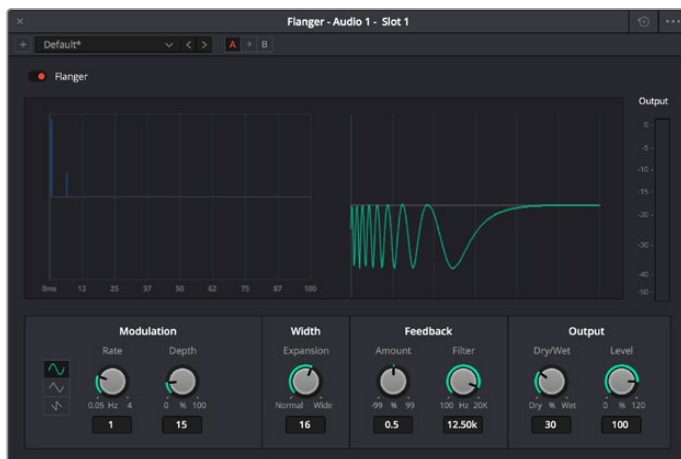 Flanger - Audio 1 - Slot 1
Default*
A B
Flanger
Output
0
-5
-10
-15
-20
-30
-40
-50
0ms 12 25 37 50 62 75 87 100
Modulation
Rate Depth
0.05 Hz 4 0 % 100
1 15
Width
Expansion
Normal Wide
16
Feedback
Amount Filter
-99 % 99 100 Hz 20K
0.5 12.50k
Output
Dry/Wet Level
Dry % Wet 0 % 120
30 100